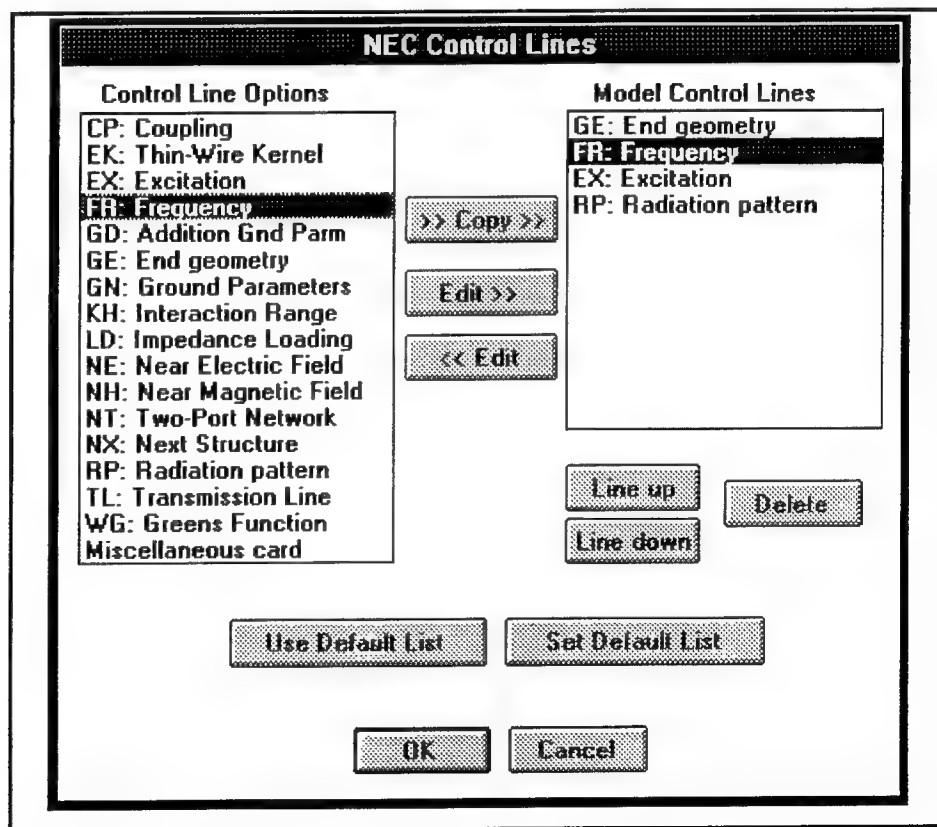 NEC Control Lines
Control Line Options
CP: Coupling
EK: Thin-Wire Kernel
EX: Excitation
FR: Frequency
GD: Addition Gnd Parm
GE: End geometry
GN: Ground Parameters
KH: Interaction Range
LD: Impedance Loading
NE: Near Electric Field
NH: Near Magnetic Field
NT: Two-Port Network
NX: Next Structure
RP: Radiation pattern
TL: Transmission Line
WG: Greens Function
Miscellaneous card
>> Copy >>
Edit >>
<< Edit
Model Control Lines
GE: End geometry
FR: Frequency
EX: Excitation
RP: Radiation pattern
Line up
Line down
Delete
Use Default List
Set Default List
OK
Cancel